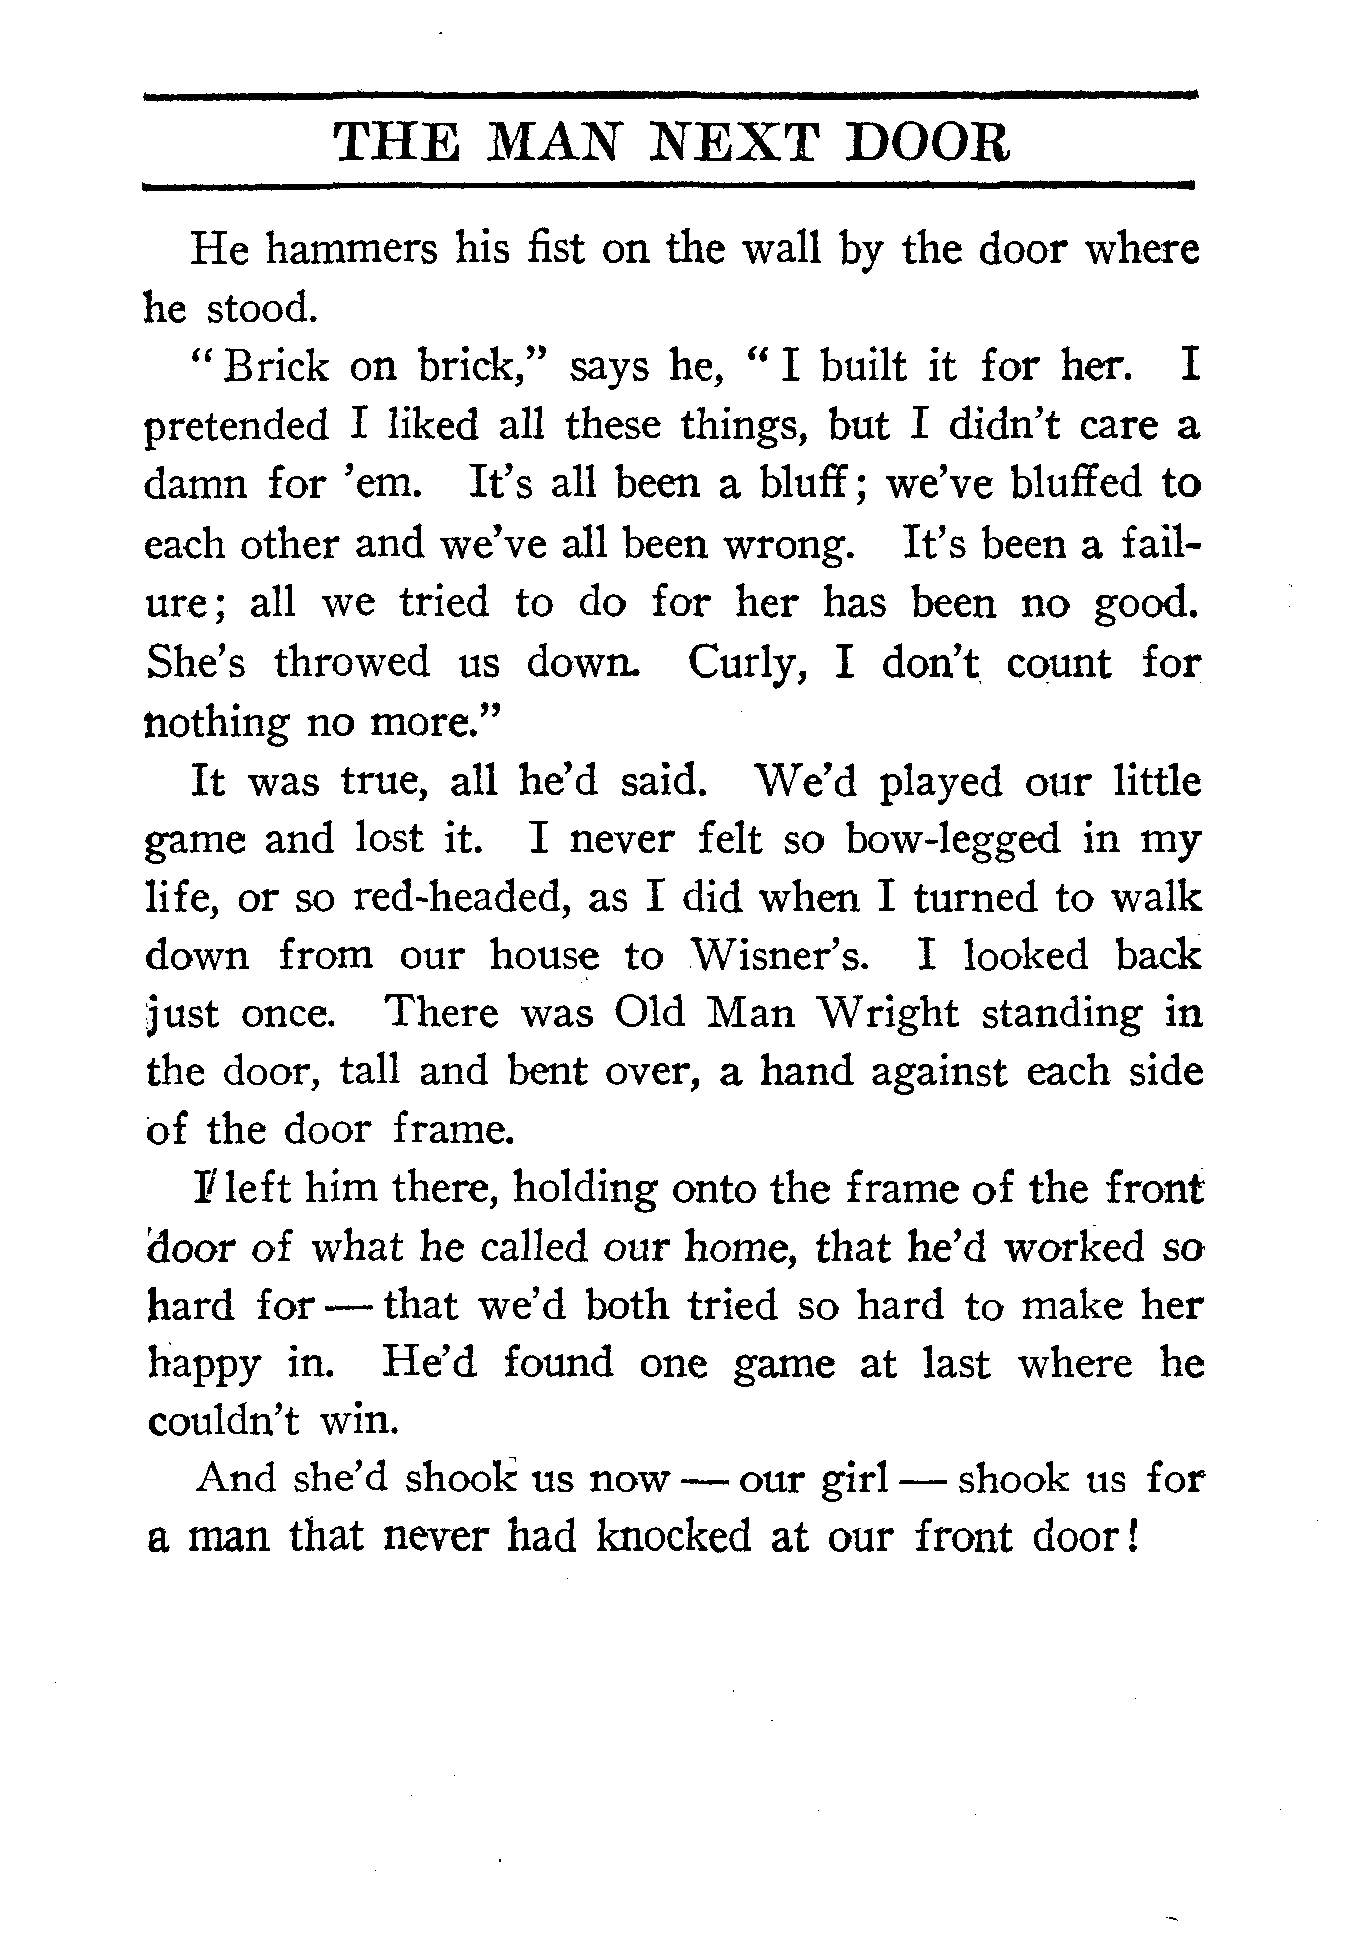 THE MAN NEXT DOOR
He hammers his fist on the wall by the door where
he stood.
" Brick on brick," says he, " I built it for her. I
pretended I liked all these things, but I didn't care a
damn for 'em. It's all been a bluff; we've bluffed to
each other and we've all been wrong. It's been a fail-
ure; all we tried to do for her has been no good.
She's throwed us down. Curly, I don't count for
nothing no more."
It was true, all he'd said. We'd played our little
game and lost it. I never felt so bow-legged in my
life, or so red-headed, as I did when I turned to walk
down from our house to Wisner's. I looked back
just once. There was Old Man Wright standing in
the door, tall and bent over, a hand against each side
of the door frame.
I left him there, holding onto the frame of the front
door of what he called our home, that he'd worked so
hard for — that we'd both tried so hard to make her
happy in. He'd found one game at last where he
couldn't win.
And she'd shook us now — our girl — shook us for
a man that never had knocked at our front door!